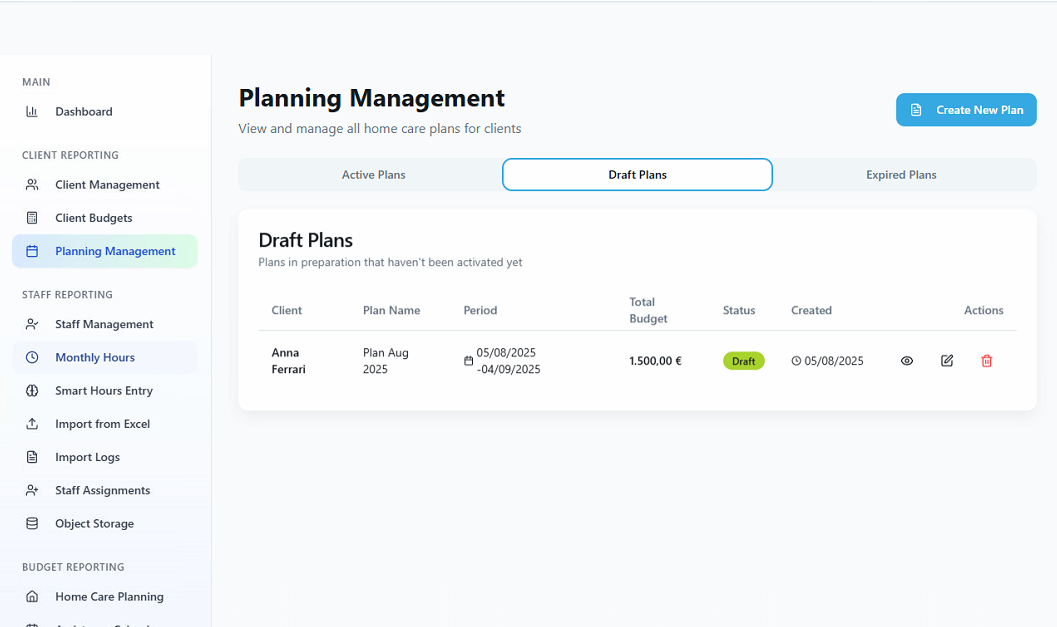 MAIN
Dashboard
CLIENT REPORTING
Client Management
Client Budgets
Planning Management
STAFF REPORTING
Staff Management
Monthly Hours
Smart Hours Entry
Import from Excel
Import Logs
Staff Assignments
Object Storage
BUDGET REPORTING
Home Care Planning
Planning Management
View and manage all home care plans for clients
Create New Plan
Active Plans
Draft Plans
Expired Plans
Draft Plans
Plans in preparation that haven't been activated yet
Client
Plan Name
Period
Total
Budget
Status
Created
Actions
Anna
Ferrari
Plan Aug
2025
05/08/2025
-04/09/2025
1.500,00 €
Draft
05/08/2025